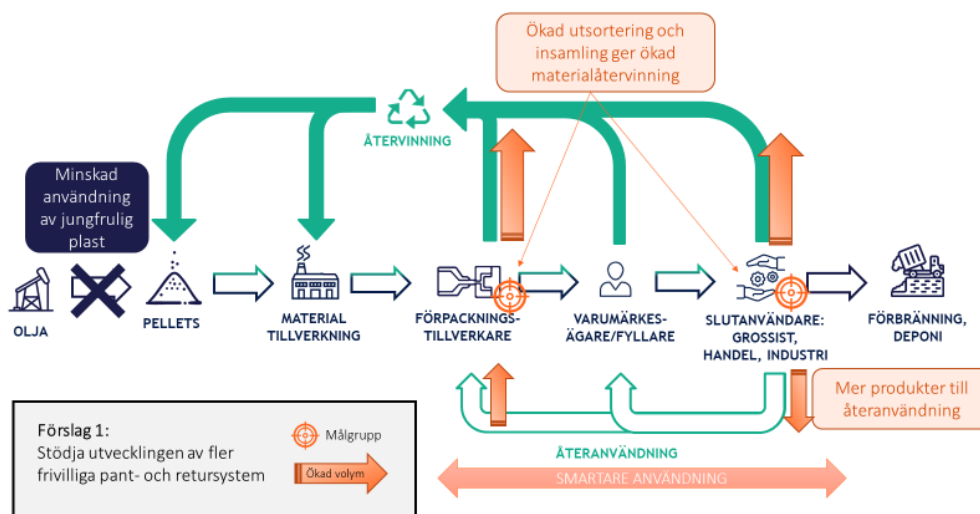 Ökad utsortering och
insamling ger ökad
materialåtervinning
ÅTERVINNING
Minskad
användning
av jungfrulig
plast
OLJA
PELLETS
MATERIAL
TILLVERKNING
FÖRPACKNINGS-
TILLVERKARE
VARUMÄRKES-
ÄGARE/FYLLARE
SLUTANVÄNDARE:
GROSSIST,
HANDEL, INDUSTRI
FÖRBRÄNNING,
DEPONI
Mer produkter till
återanvändning
ÅTERANVÄNDNING
SMARTARE ANVÄNDNING
Förslag 1:
Stödja utvecklingen av fler
frivilliga pant- och retursystem
Målgrupp
Ökad volym